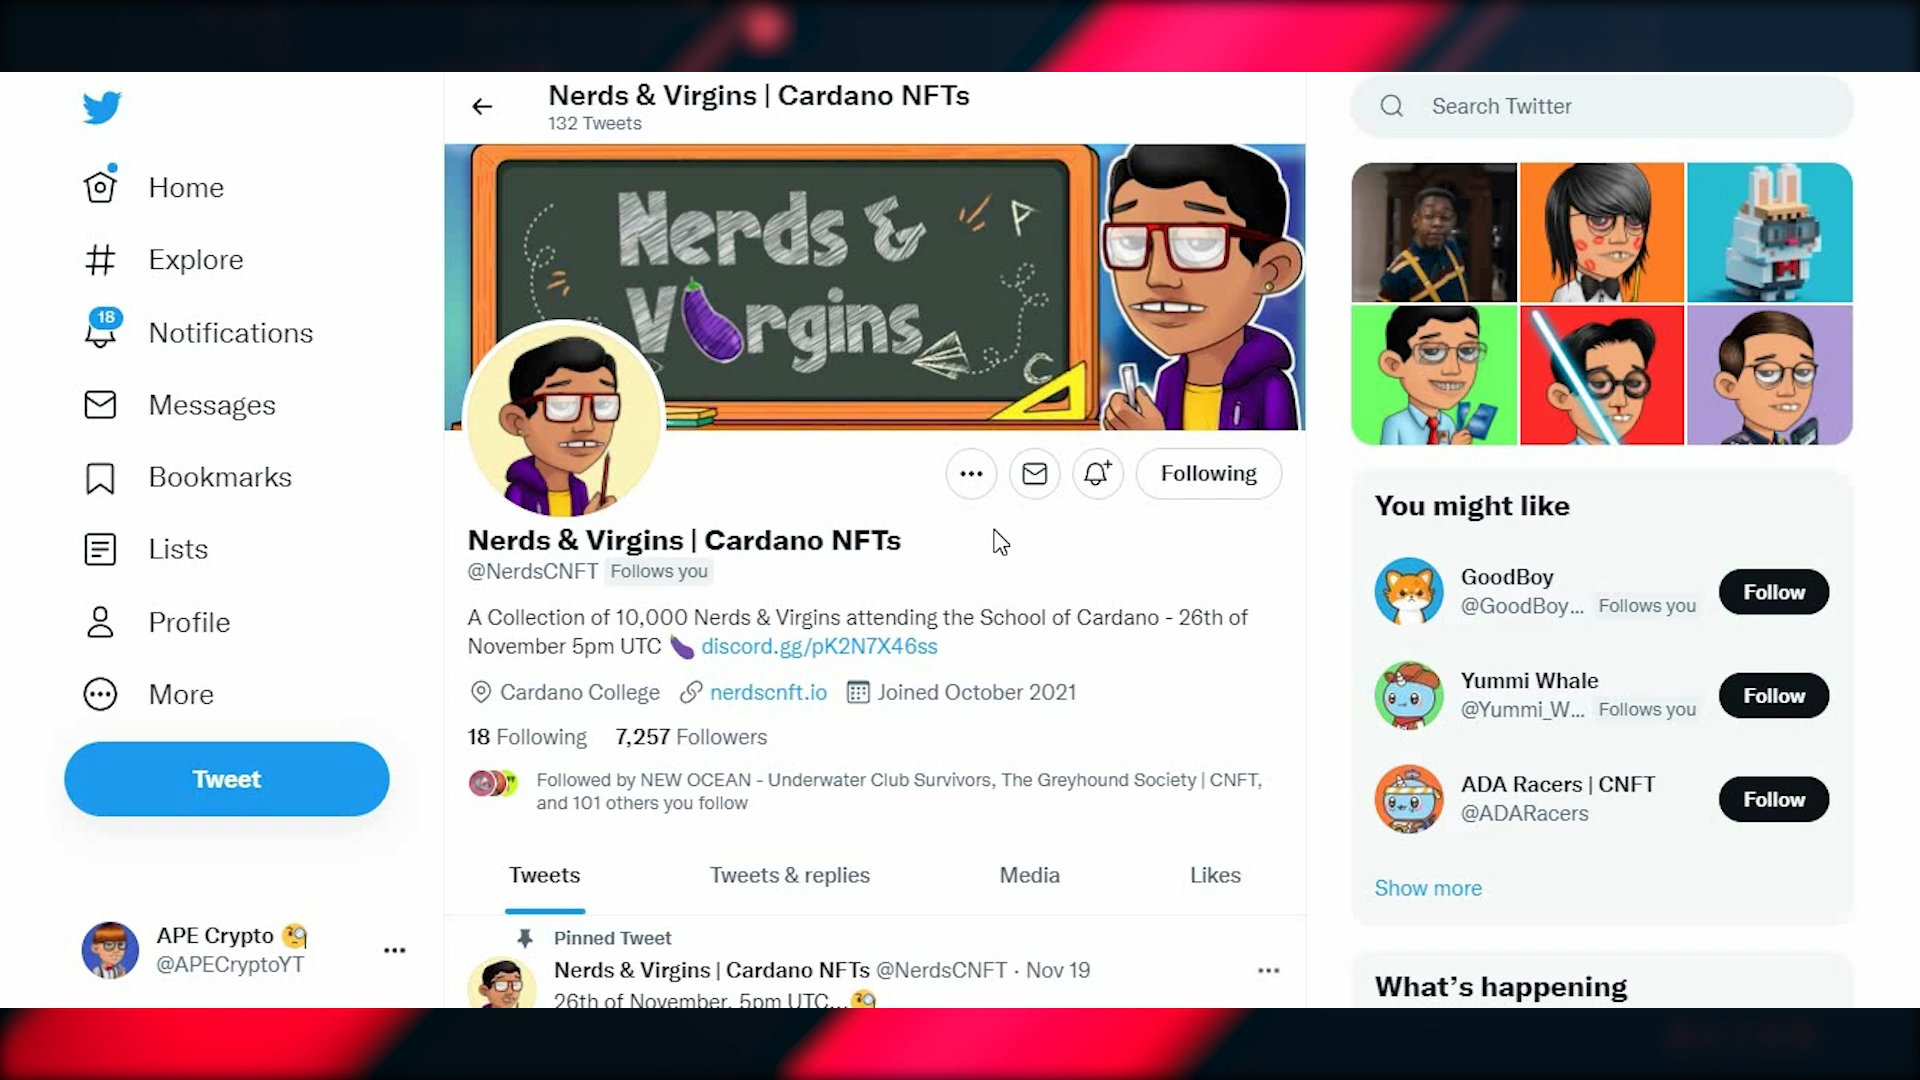 Nerds & Virgins | Cardano NFTs
132 Tweets
Search Twitter
Home
Explore
18
Notifications
Messages
Bookmarks
Lists
Profile
More
Tweet
APE Crypto
@APECryptoYT
Nerds &
V rgins
Following
Nerds & Virgins | Cardano NFTs
@NerdsCNFT Follows you
A Collection of 10,000 Nerds & Virgins attending the School of Cardano - 26th of
November 5pm UTC 🍆 discord.gg/pK2N7X46ss
Cardano College nerdscnft.io Joined October 2021
18 Following 7,257 Followers
Followed by NEW OCEAN - Underwater Club Survivors, The Greyhound Society | CNFT,
and 101 others you follow
Tweets Tweets & replies Media Likes
Pinned Tweet
Nerds & Virgins | Cardano NFTs @NerdsCNFT · Nov 19
26th of November, 5pm UTC... 🧐
You might like
GoodBoy
@GoodBoy... Follows you
Follow
Yummi Whale
@Yummi_W... Follows you
Follow
ADA Racers | CNFT
@ADARacers
Follow
Show more
What's happening